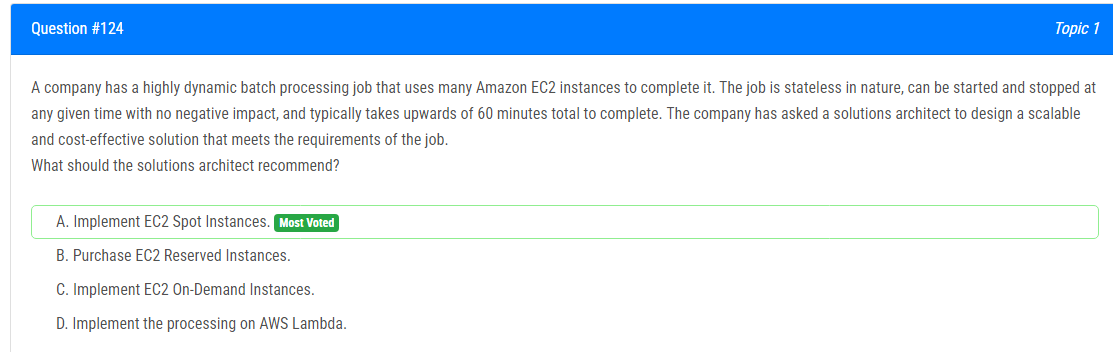 Question #124
Topic 1
A company has a highly dynamic batch processing job that uses many Amazon EC2 instances to complete it. The job is stateless in nature, can be started and stopped at
any given time with no negative impact, and typically takes upwards of 60 minutes total to complete. The company has asked a solutions architect to design a scalable
and cost-effective solution that meets the requirements of the job.
What should the solutions architect recommend?
A. Implement EC2 Spot Instances. Most Voted
B. Purchase EC2 Reserved Instances.
C. Implement EC2 On-Demand Instances.
D. Implement the processing on AWS Lambda.